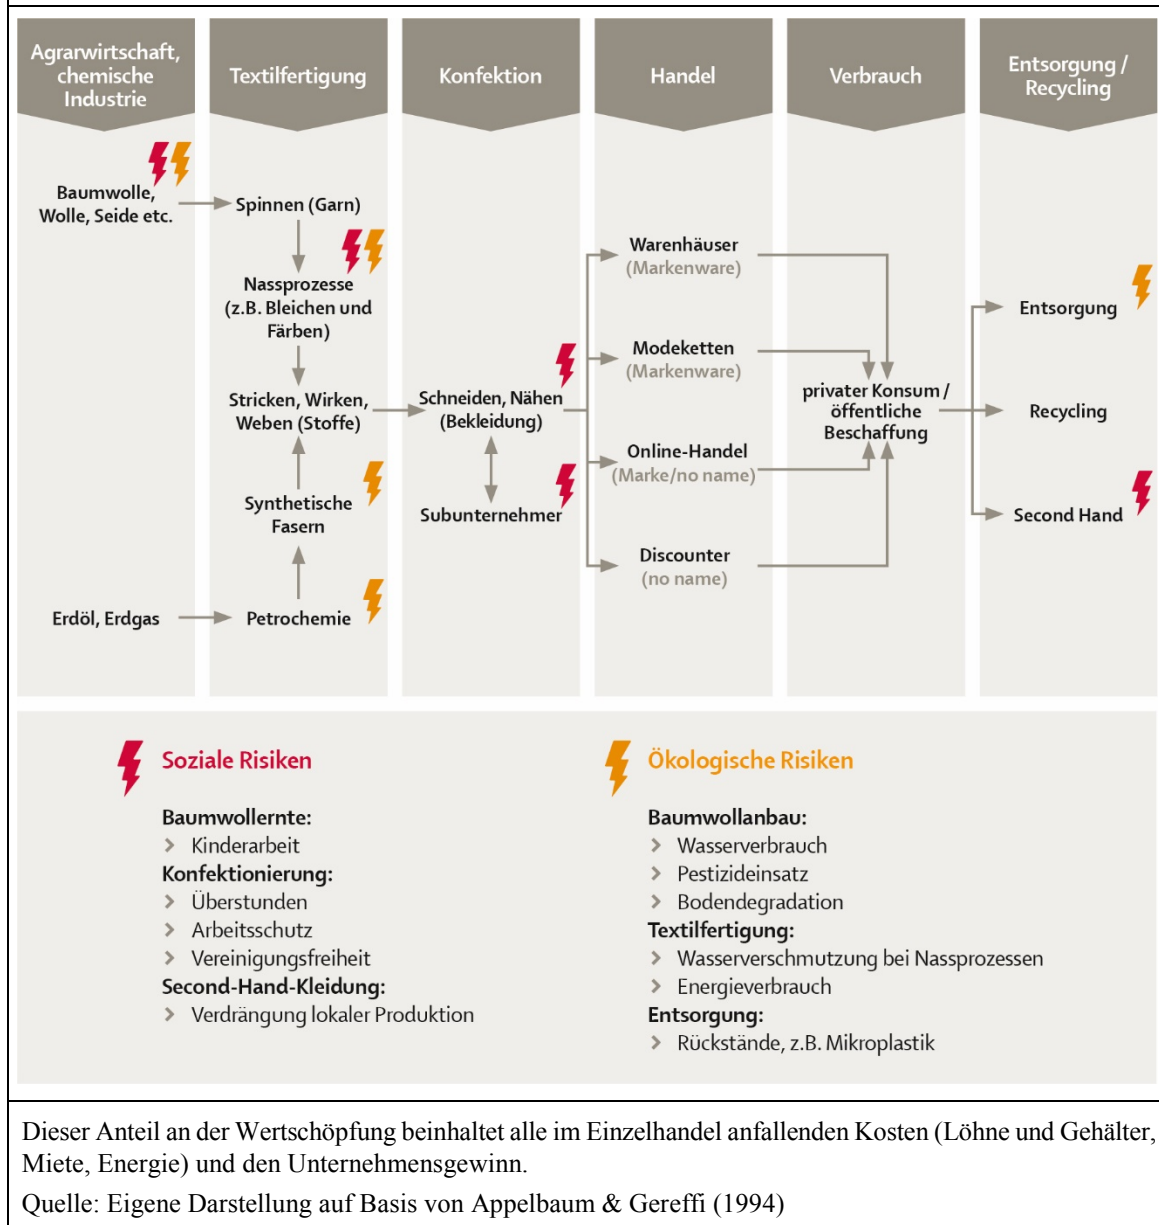 Agrarwirtschaft,
chemische
Industrie
Textilfertigung
Konfektion
Handel
Verbrauch
Entsorgung /
Recycling
Baumwolle,
Wolle, Seide etc.
Erdöl, Erdgas
Spinnen (Garn)
Nassprozesse
(z.B. Bleichen und
Färben)
Stricken, Wirken,
Weben (Stoffe)
Synthetische
Fasern
Petrochemie
Schneiden, Nähen
(Bekleidung)
Subunternehmer
Warenhäuser
(Markenware)
Modeketten
(Markenware)
Online-Handel
(Marke/no name)
Discounter
(no name)
privater Konsum /
öffentliche
Beschaffung
Entsorgung
Recycling
Second Hand
Soziale Risiken
Baumwollernte:
> Kinderarbeit
Konfektionierung:
> Überstunden
> Arbeitsschutz
> Vereinigungsfreiheit
Second-Hand-Kleidung:
> Verdrängung lokaler Produktion
Ökologische Risiken
Baumwollanbau:
> Wasserverbrauch
> Pestizideinsatz
> Bodendegradation
Textilfertigung:
> Wasserverschmutzung bei Nassprozessen
> Energieverbrauch
Entsorgung:
> Rückstände, z.B. Mikroplastik
Dieser Anteil an der Wertschöpfung beinhaltet alle im Einzelhandel anfallenden Kosten (Löhne und Gehälter,
Miete, Energie) und den Unternehmensgewinn.
Quelle: Eigene Darstellung auf Basis von Appelbaum & Gereffi (1994)